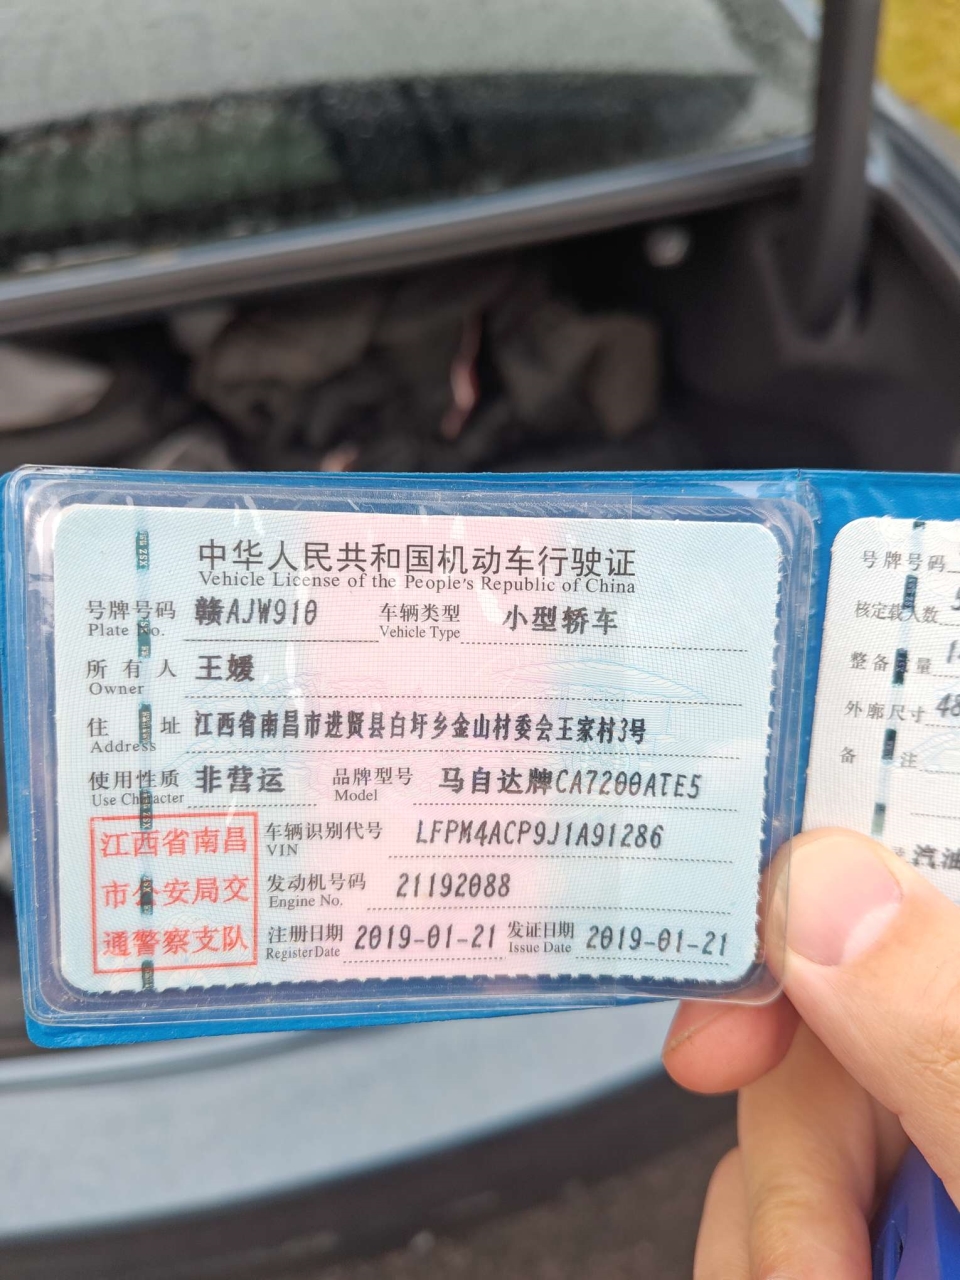 中华人民共和国机动车行驶证
Vehicle License of the People's Republic of China
号牌号码 赣AJW910 车辆类型 小型轿车
Plate No. Vehicle Type
所有人 王媛
Owner
住址 江西省南昌市进贤县白圩乡金山村委会王家村3号
Address
使用性质 非营运 品牌型号 马自达牌CA7200ATE5
Use Character Model
江西省南昌
市公安局交
通警察支队
车辆识别代号 LFPM4ACP9J1A91286
VIN
发动机号码 21192088
Engine No.
注册日期 2019-01-21 发证日期 2019-01-21
Register Date Issue Date
号牌号码
核定载人数 5
整备质量
外廓尺寸 48
备注
汽油